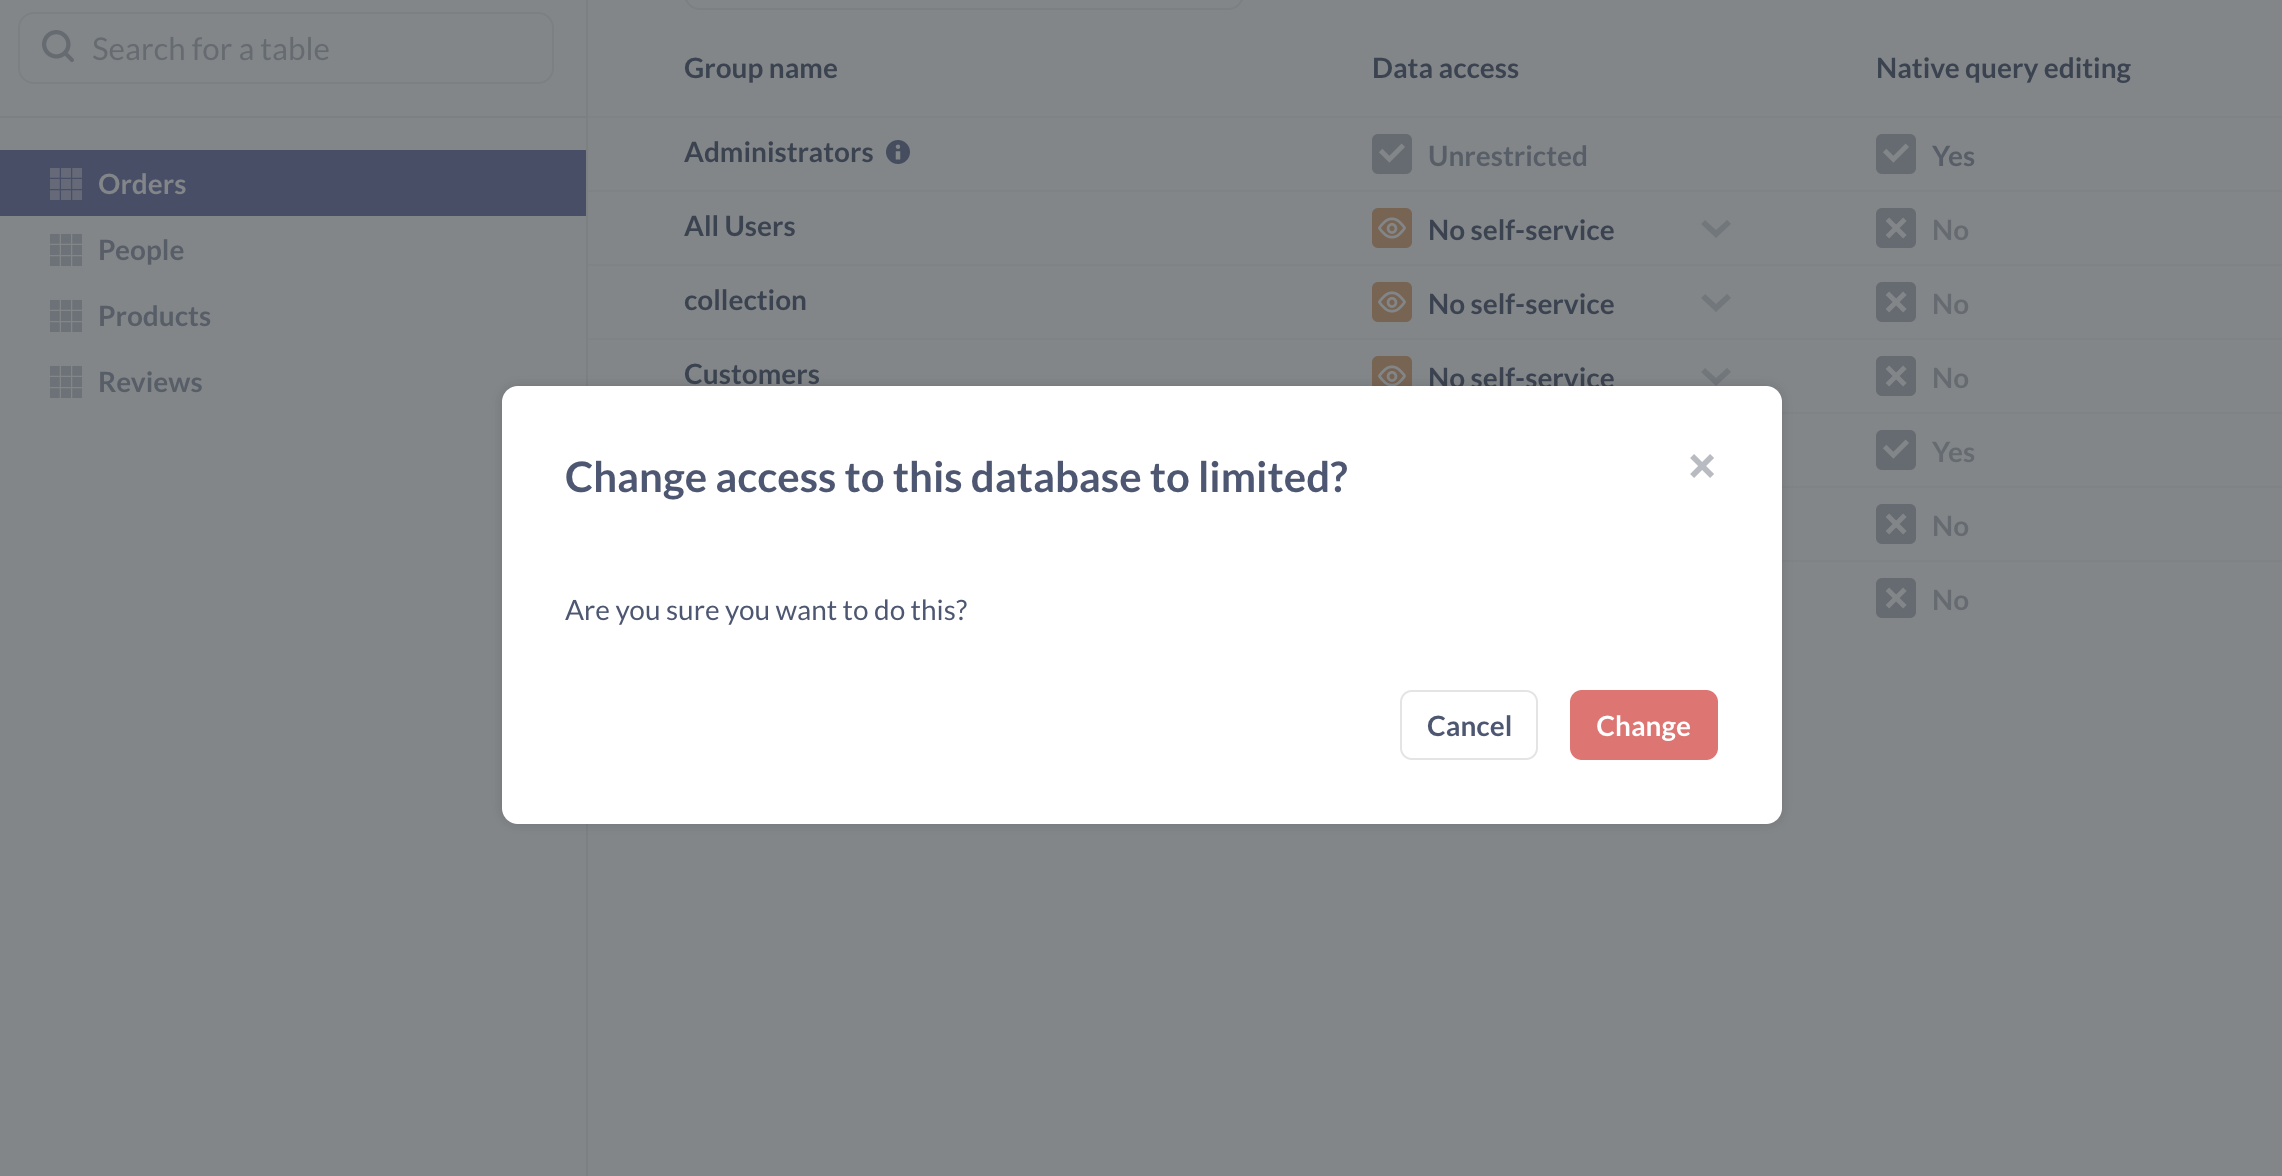 Search for a table
Group name Data access Native query editing
Orders
People
Products
Reviews
Administrators Unrestricted Yes
All Users No self-service No
collection No self-service No
Customers No self-service No
Yes
No
No
Change access to this database to limited?
Are you sure you want to do this?
Cancel Change